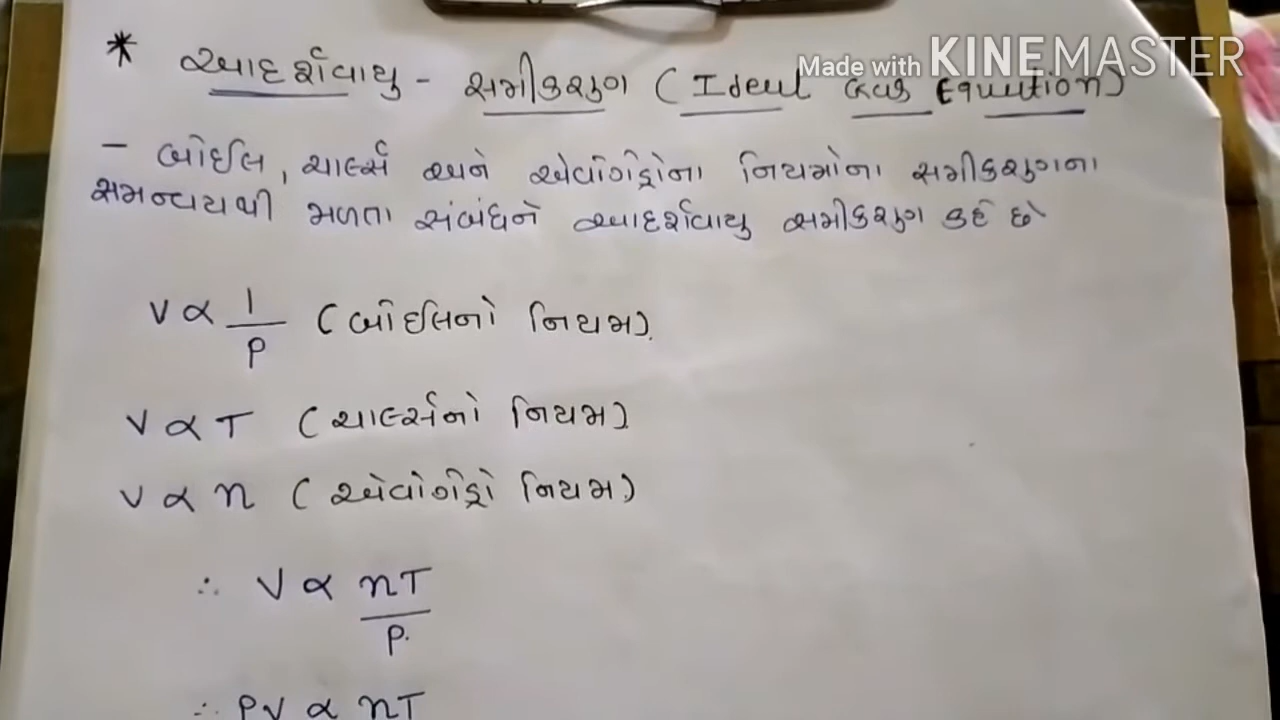 Made with KINEMASTER
* આદર્શવાયુ - સમીકરણ (Ideal Gas Equation)
- બોઈલ, ચાર્લ્સ અને એવોગેડ્રોના નિયમોના સમીકરણના
સમન્વયથી મળતા સંબંધને આદર્શવાયુ સમીકરણ કહે છે
V ∝ 1/P (બોઈલનો નિયમ)
V ∝ T (ચાર્લ્સનો નિયમ)
V ∝ n (એવોગેડ્રો નિયમ)
∴ V ∝ nT/P.
∴ PV ∝ nT